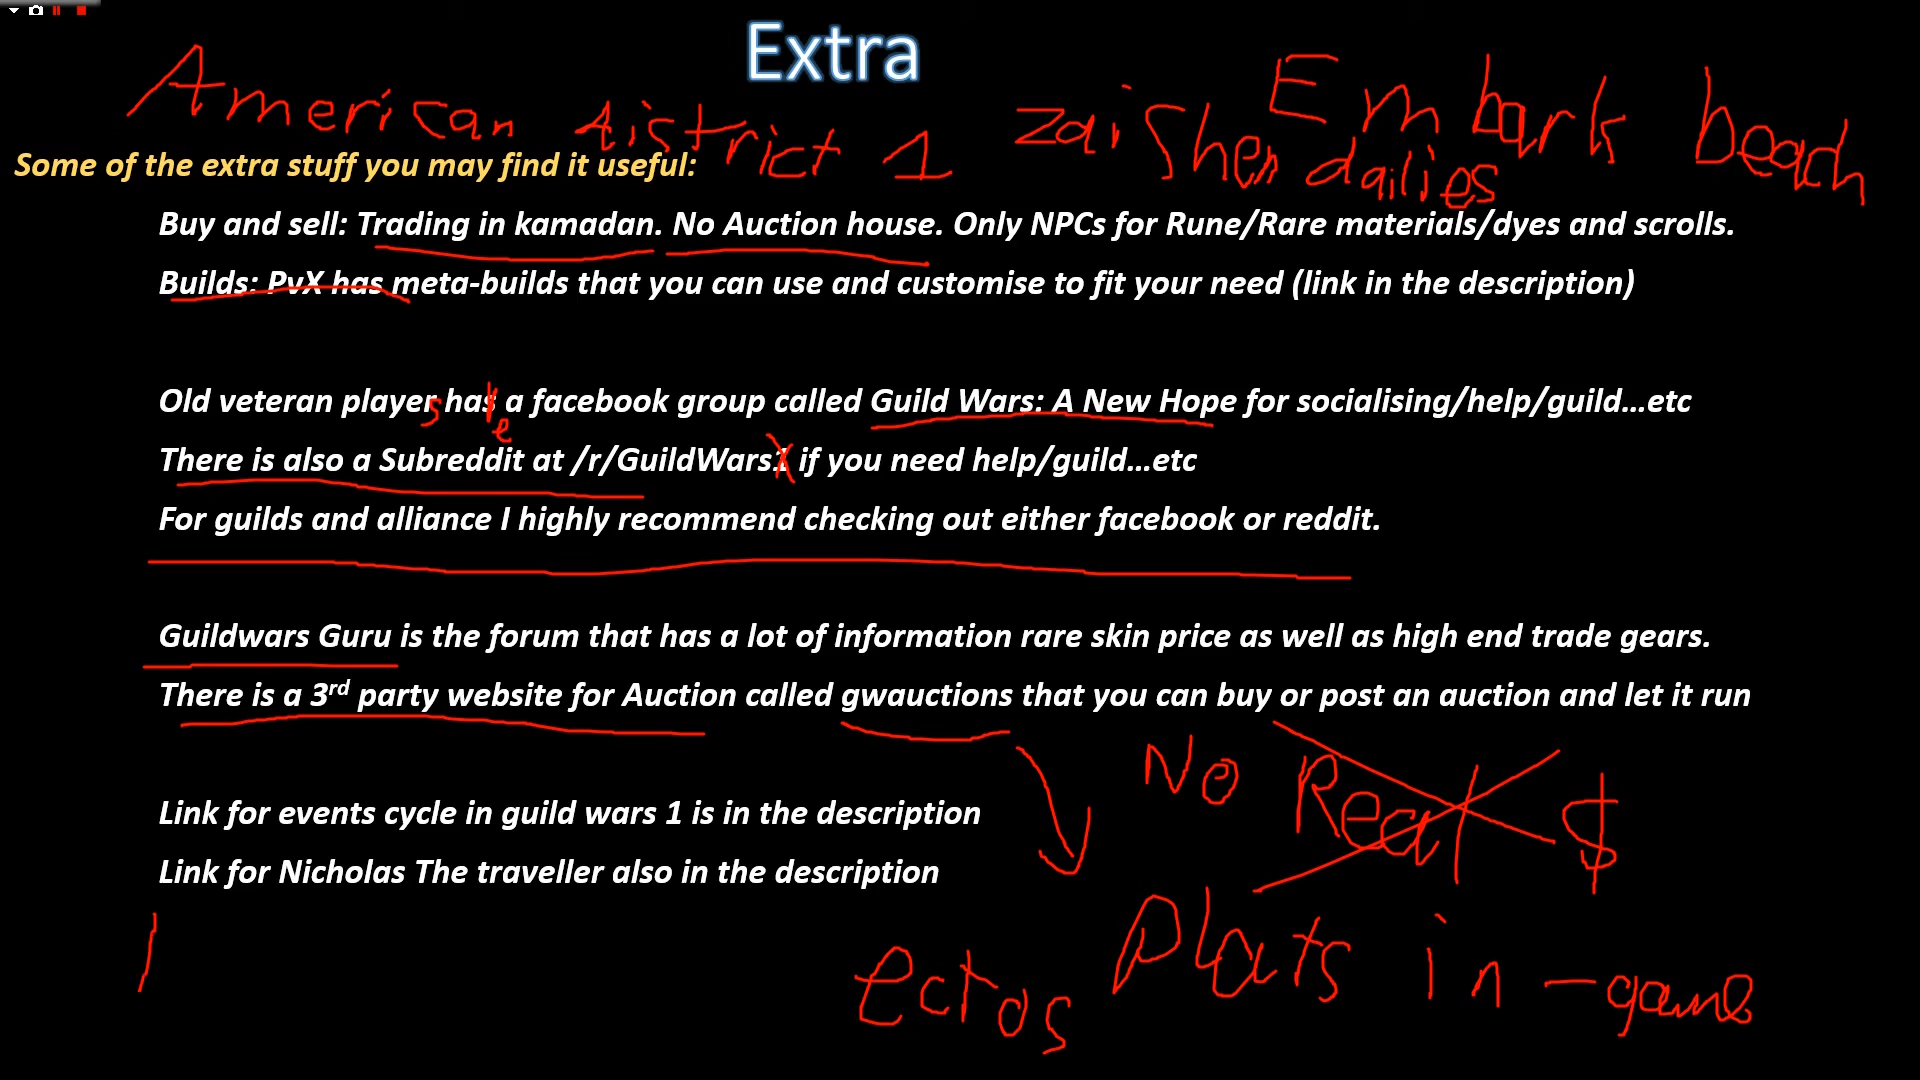 Extra
American district 1 zaishen dailies Embark beach
Some of the extra stuff you may find it useful:
Buy and sell: Trading in kamadan. No Auction house. Only NPCs for Rune/Rare materials/dyes and scrolls.
Builds: PvX has meta-builds that you can use and customise to fit your need (link in the description)
Old veteran players have a facebook group called Guild Wars: A New Hope for socialising/help/guild...etc
There is also a Subreddit at /r/GuildWars if you need help/guild...etc
For guilds and alliance I highly recommend checking out either facebook or reddit.
Guildwars Guru is the forum that has a lot of information rare skin price as well as high end trade gears.
There is a 3rd party website for Auction called gwauctions that you can buy or post an auction and let it run
No Real $
Link for events cycle in guild wars 1 is in the description
Link for Nicholas The traveller also in the description
ectos plats in-game